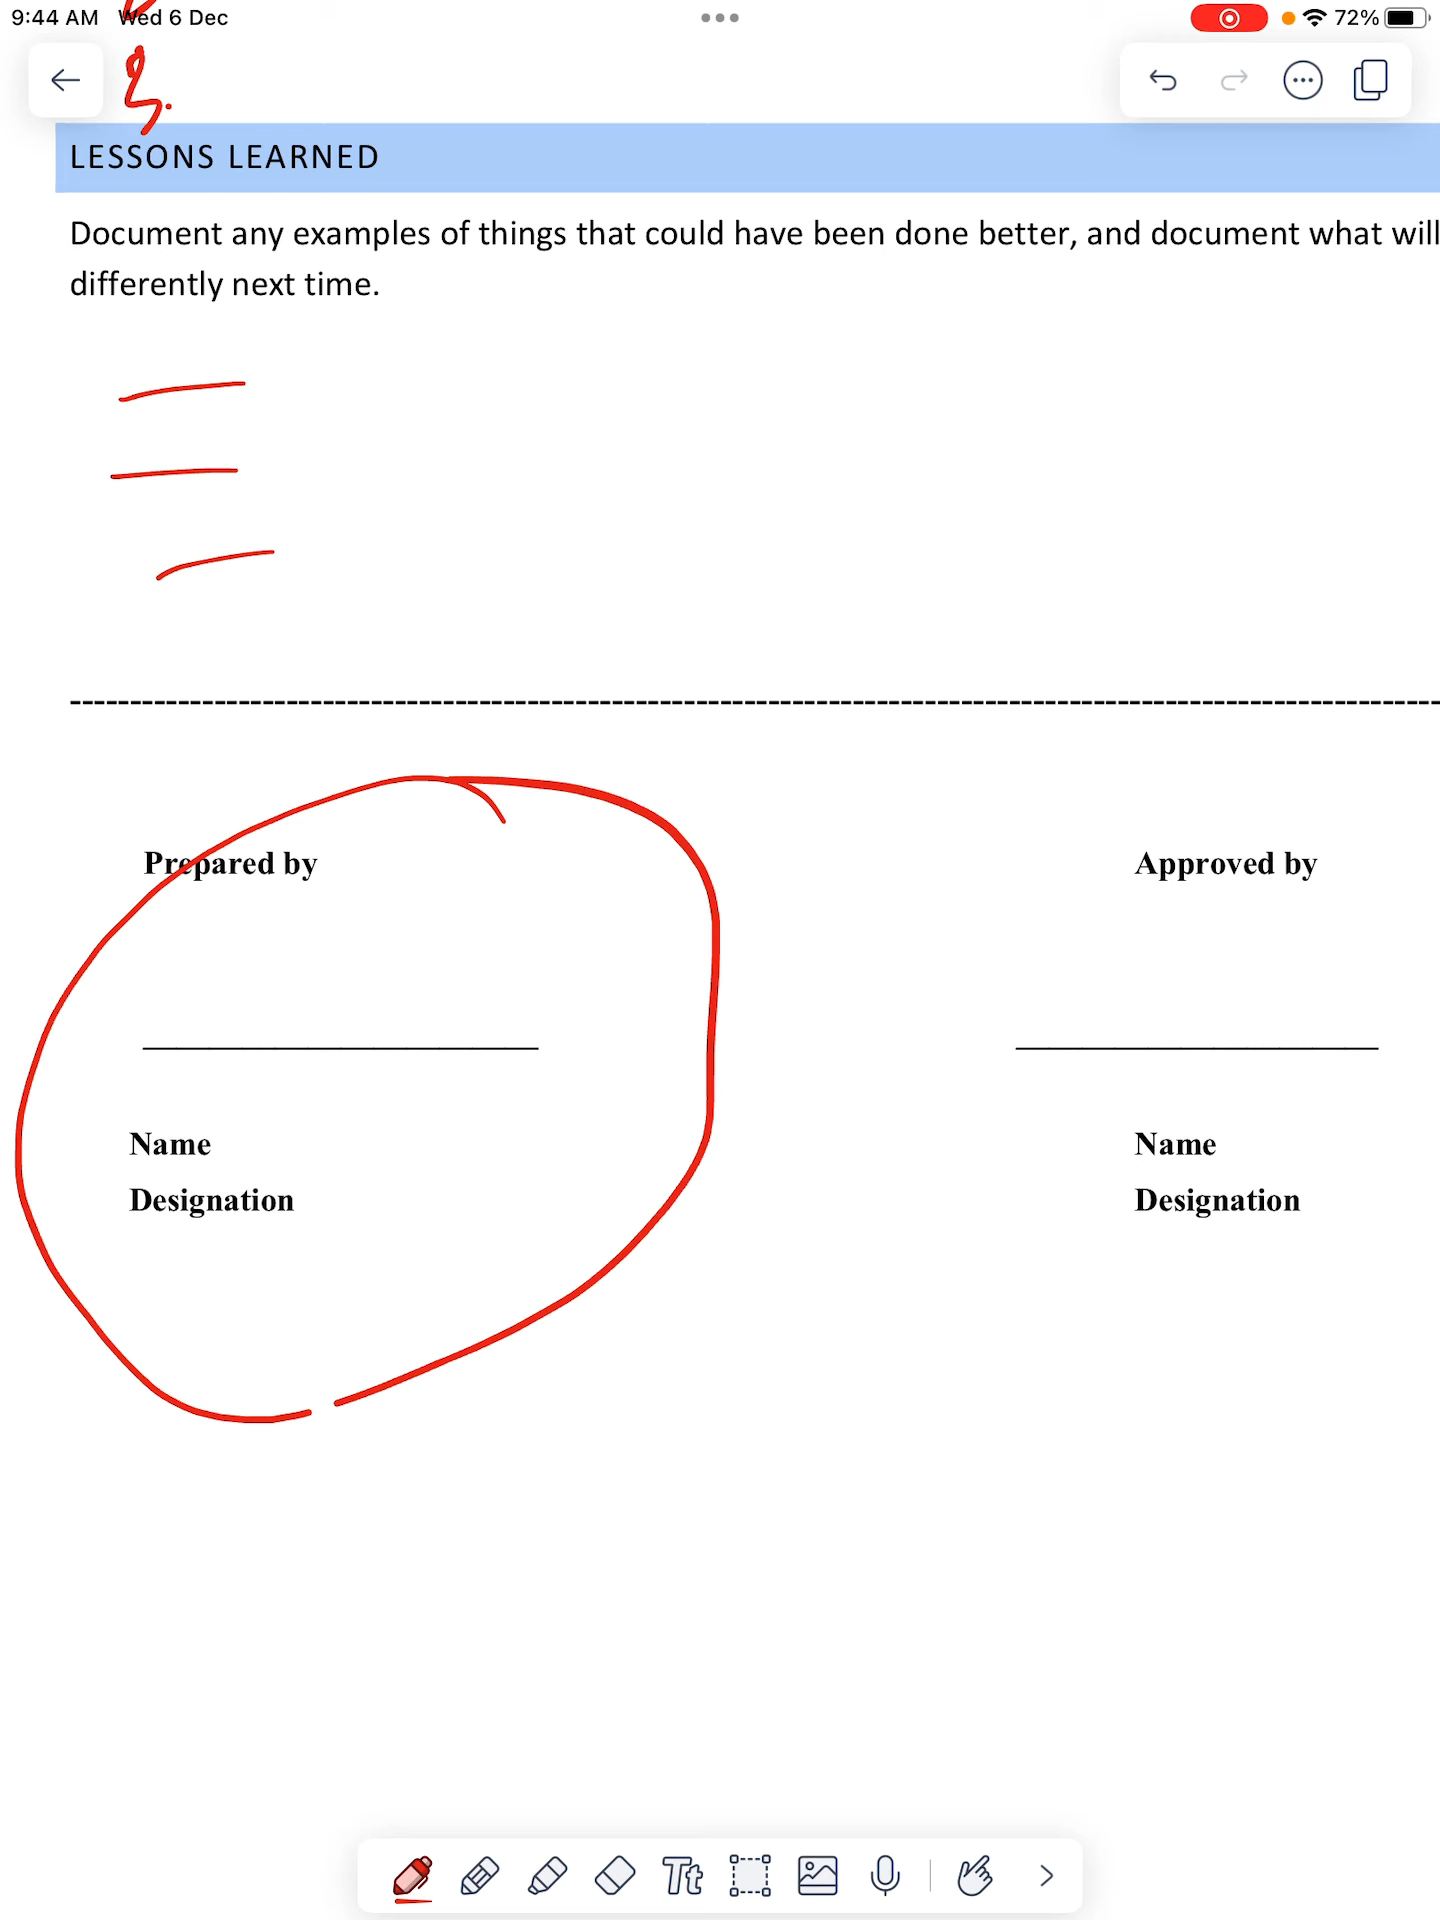 9:44 AM Wed 6 Dec
72%
LESSONS LEARNED
Document any examples of things that could have been done better, and document what will
differently next time.
Prepared by
Approved by
Name
Name
Designation
Designation
Tt